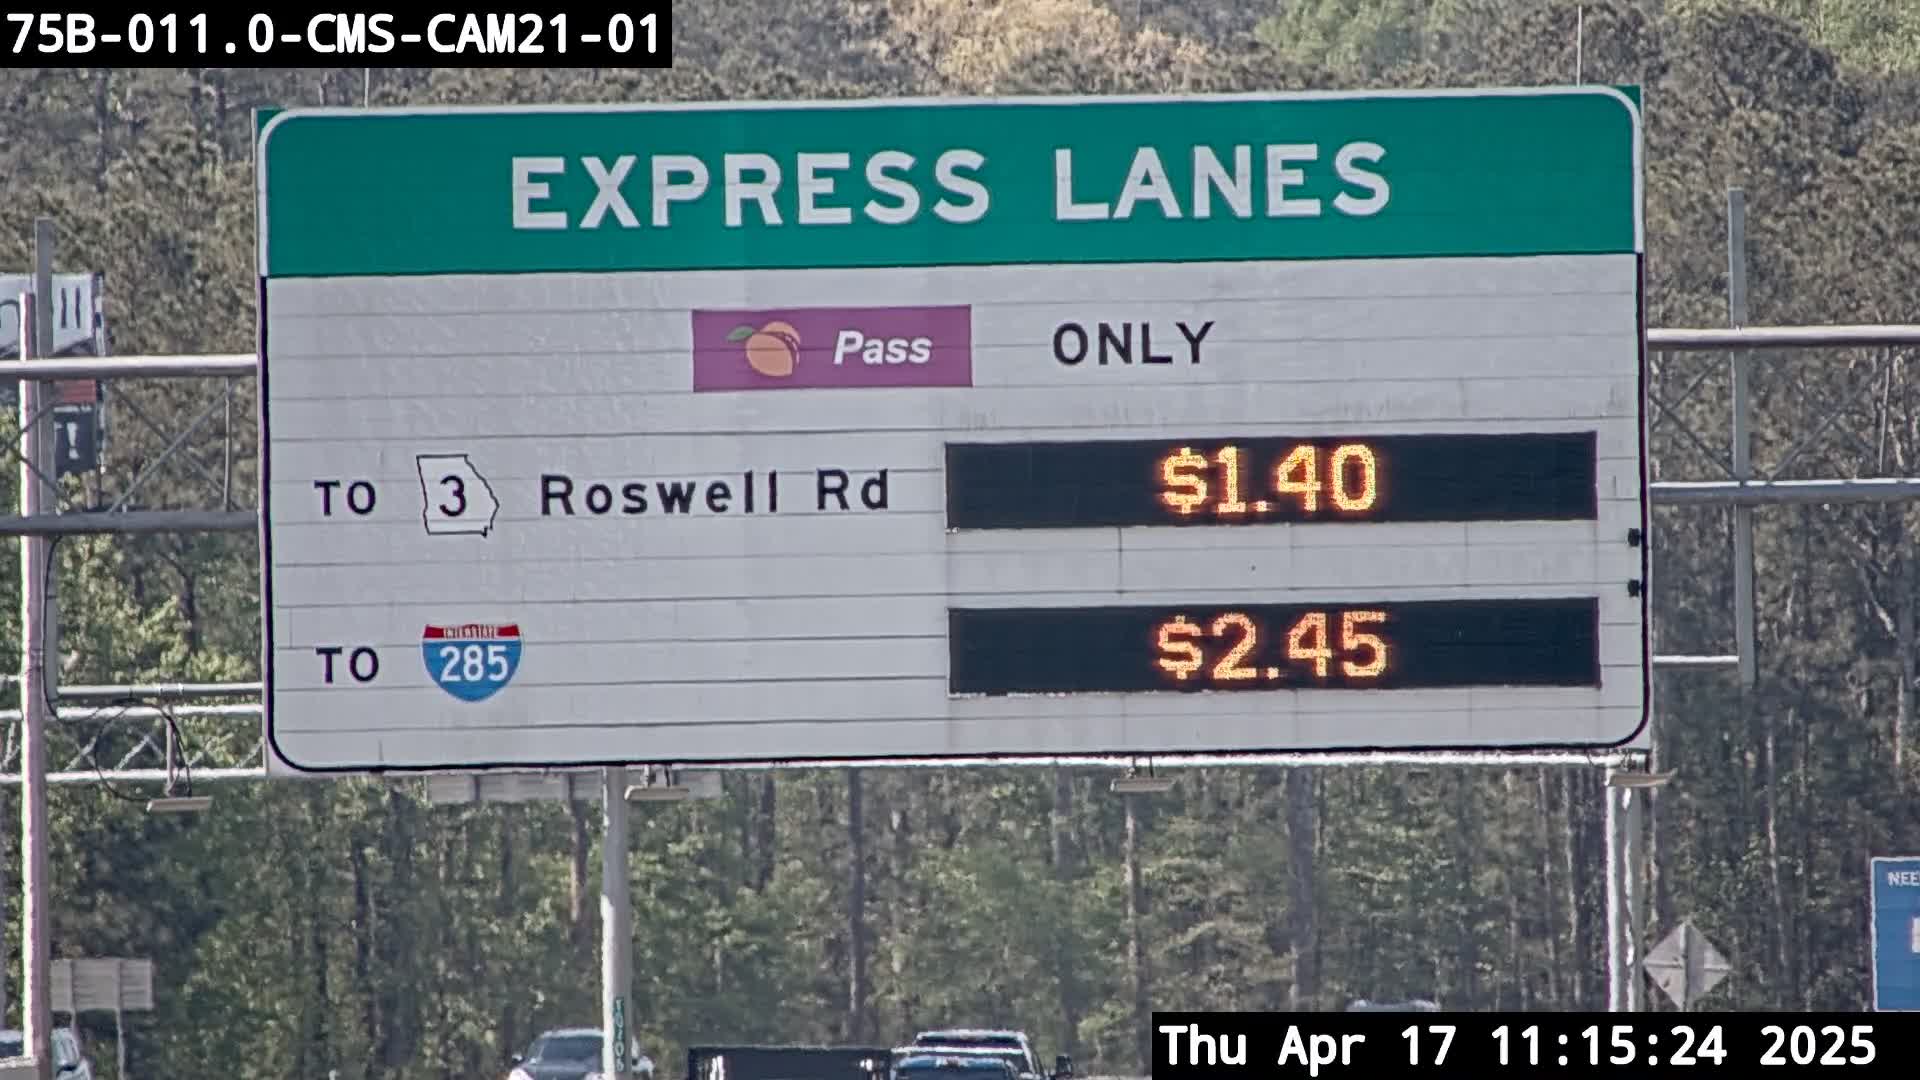 75B-011.0-CMS-CAM21-01
EXPRESS LANES
Pass ONLY
TO 3 Roswell Rd $1.40
TO INTERSTATE 285 $2.45
NEE
Thu Apr 17 11:15:24 2025